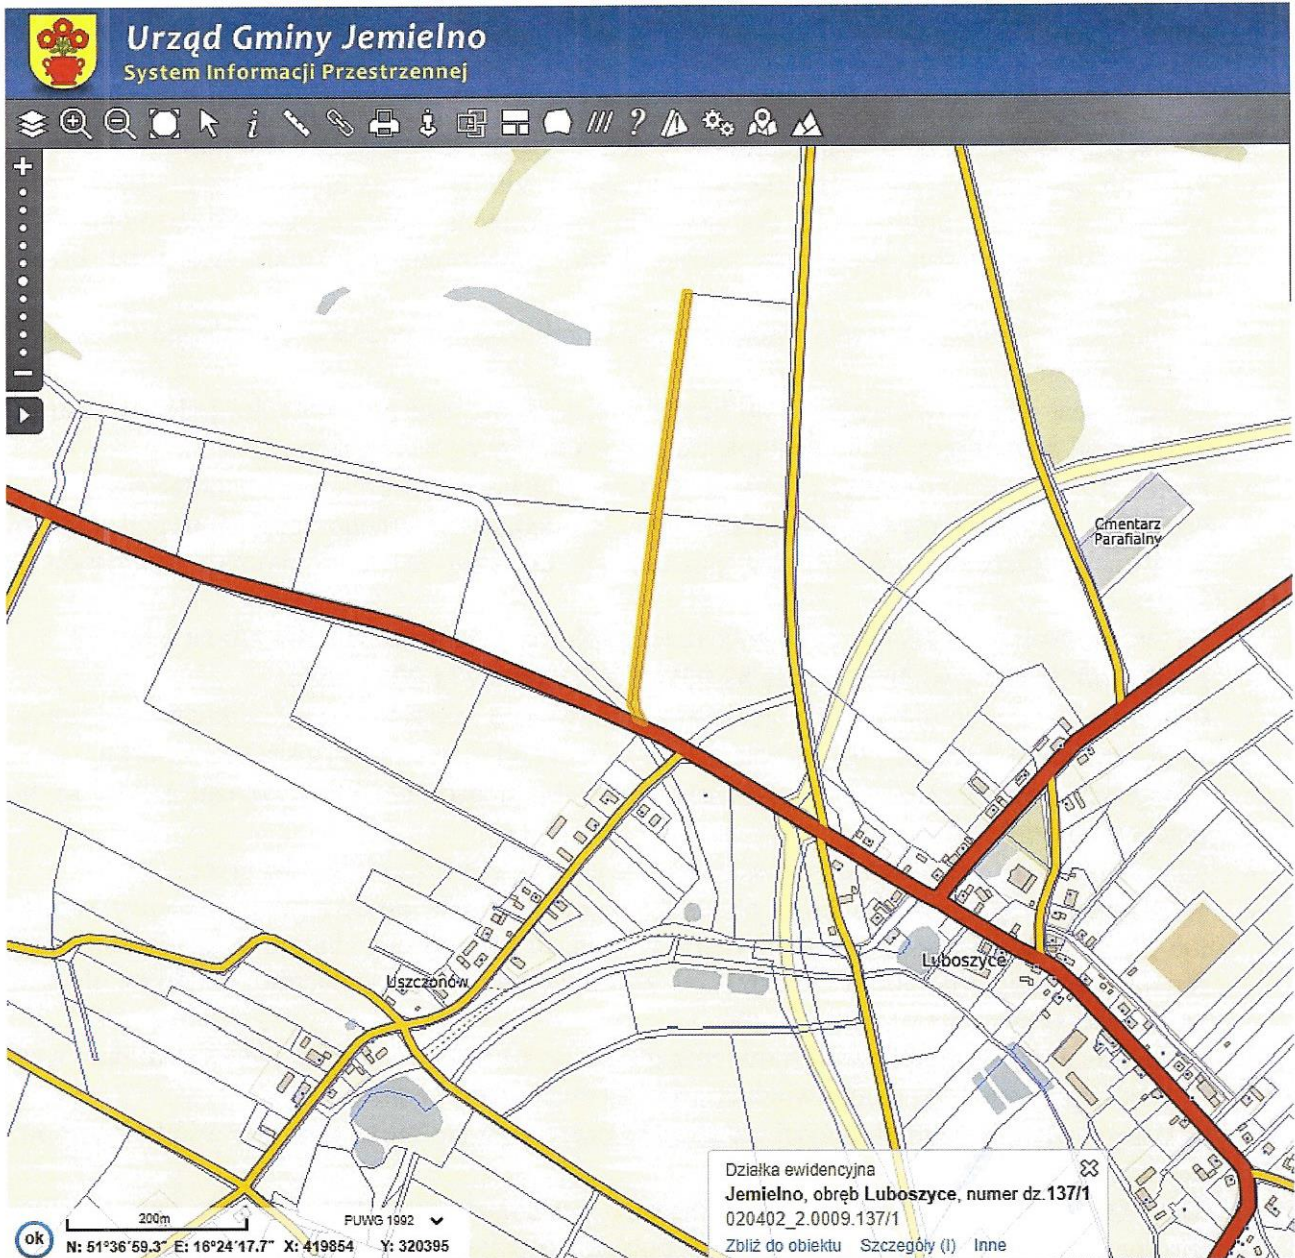 Urząd Gminy Jemielno
System Informacji Przestrzennej
Cmentarz
Parafialny
Luboszyce
Uszczonów
Działka ewidencyjna
Jemielno, obręb Luboszyce, numer dz.137/1
020402_2.0009.137/1
Zbliż do obiektu Szczegóły (I) Inne
200m
PUWG 1992
ok
N: 51°36'59.3" E: 16°24'17.7" X: 419854 Y: 320395